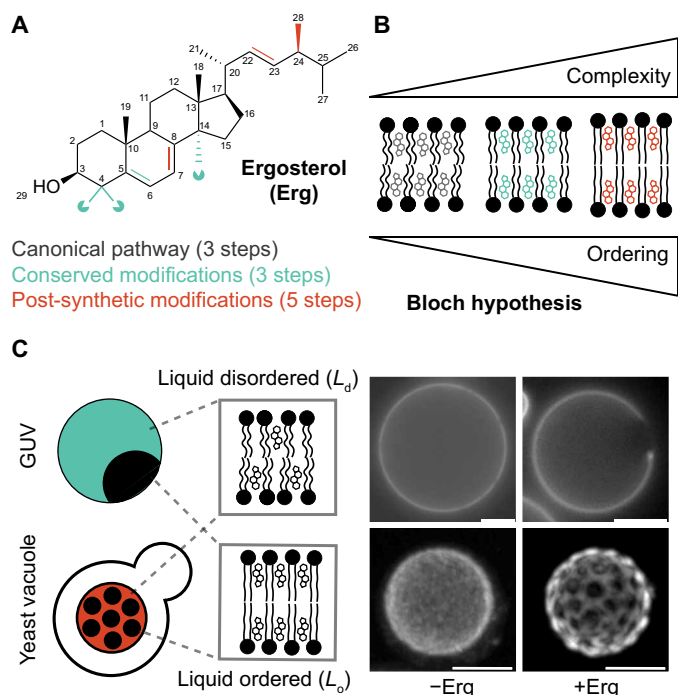 A
28
21
22
24
25
26
20
23
18
12
27
17
11
13
19
16
1
9
14
2
8
15
10
3
5
7
HO
4
6
29
Ergosterol
(Erg)
Canonical pathway (3 steps)
Conserved modifications (3 steps)
Post-synthetic modifications (5 steps)
B
Complexity
Ordering
Bloch hypothesis
C
Liquid disordered (Ld)
GUV
Yeast vacuole
Liquid ordered (Lo)
−Erg
+Erg